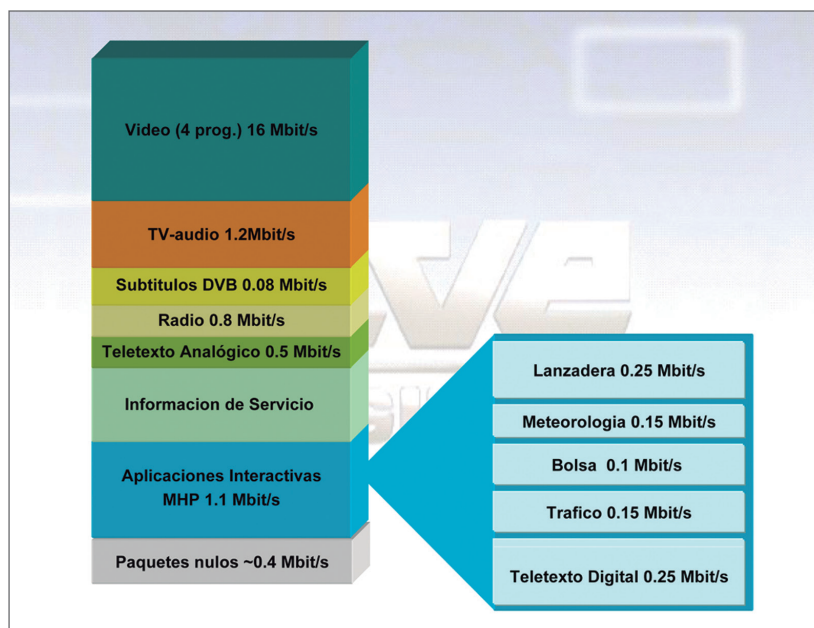 Video (4 prog.) 16 Mbit/s
TV-audio 1.2Mbit/s
Subtitulos DVB 0.08 Mbit/s
Radio 0.8 Mbit/s
Teletexto Analógico 0.5 Mbit/s
Informacion de Servicio
Aplicaciones Interactivas
MHP 1.1 Mbit/s
Paquetes nulos ~0.4 Mbit/s
Lanzadera 0.25 Mbit/s
Meteorologia 0.15 Mbit/s
Bolsa 0.1 Mbit/s
Trafico 0.15 Mbit/s
Teletexto Digital 0.25 Mbit/s